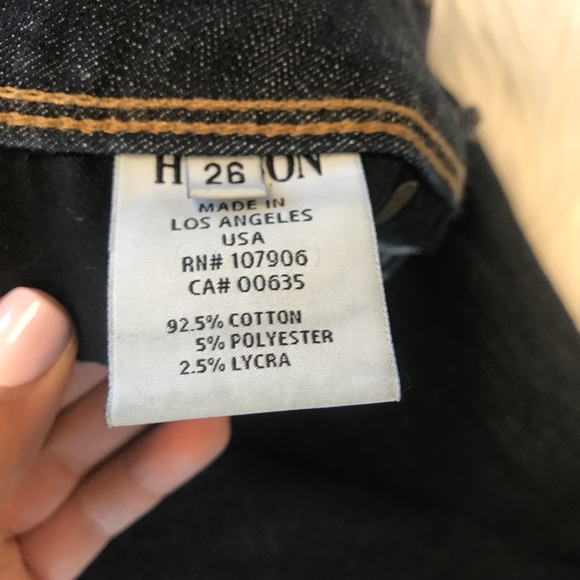 H 26 ON
MADE IN
LOS ANGELES
USA
RN# 107906
CA# 00635
92.5% COTTON
5% POLYESTER
2.5% LYCRA